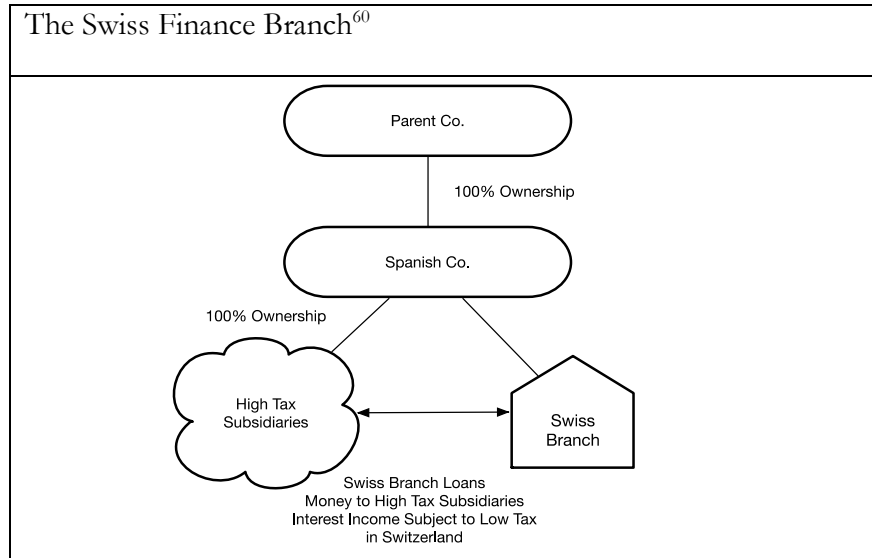 The Swiss Finance Branch60
Parent Co.
100% Ownership
Spanish Co.
100% Ownership
High Tax
Subsidiaries
Swiss
Branch
Swiss Branch Loans
Money to High Tax Subsidiaries
Interest Income Subject to Low Tax
in Switzerland